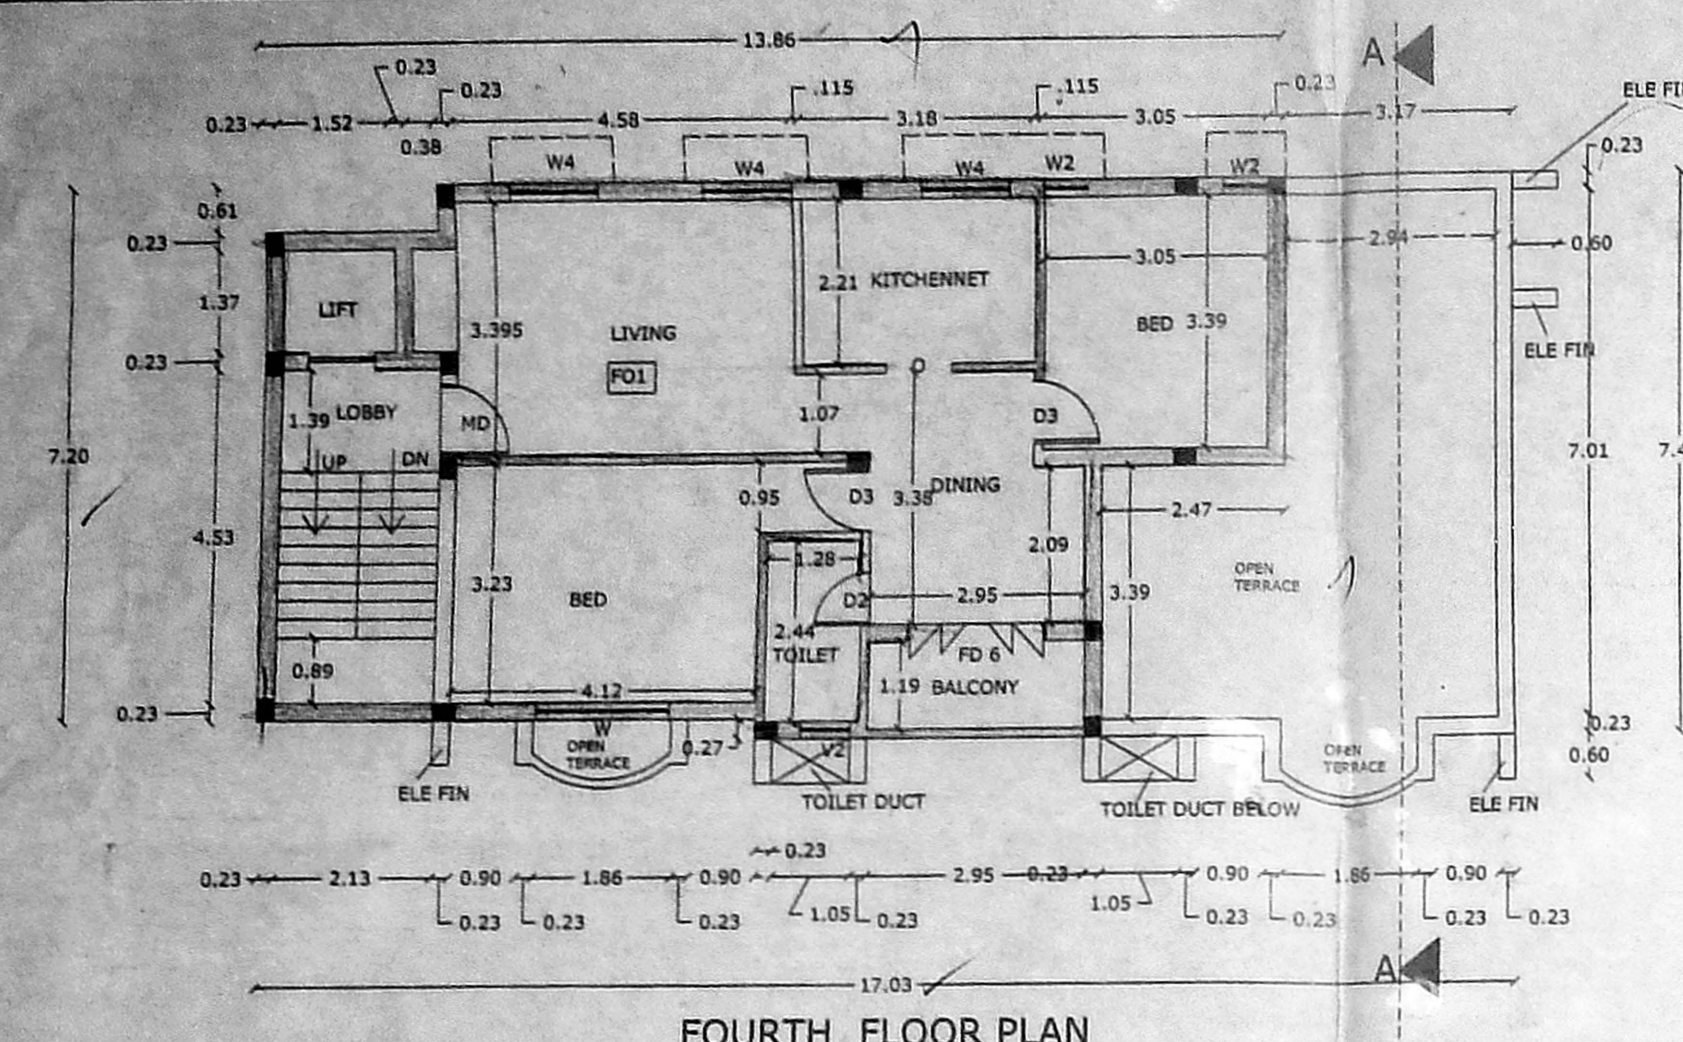 13.86
A
0.23
0.23
.115
.115
0.23
ELE FI
0.23 1.52 4.58 3.18 3.05 3.17
0.38
0.23
W4 W4 W4 W2 W2
0.61
0.23
2.94 0.60
3.05
2.21 KITCHENNET
1.37 LIFT
3.395 LIVING BED 3.39
ELE FIN
0.23
FO1
1.39 LOBBY MD 1.07 D3
7.20 UP DN 7.01 7.4
0.95 D3 3.38 DINING
2.47
4.53 2.09
1.28
OPEN
TERRACE
3.23 BED D2 2.95 3.39
2.44
TOILET FD 6
0.89
4.12 1.19 BALCONY
0.23 W 0.23
OPEN
TERRACE
0.27 V2
OPEN
TERRACE
0.60
ELE FIN TOILET DUCT TOILET DUCT BELOW ELE FIN
0.23
0.23 2.13 0.90 1.86 0.90 2.95 0.23 0.90 1.86 0.90
0.23 0.23 0.23 1.05 0.23 1.05 0.23 0.23 0.23 0.23
A
17.03
FOURTH FLOOR PLAN